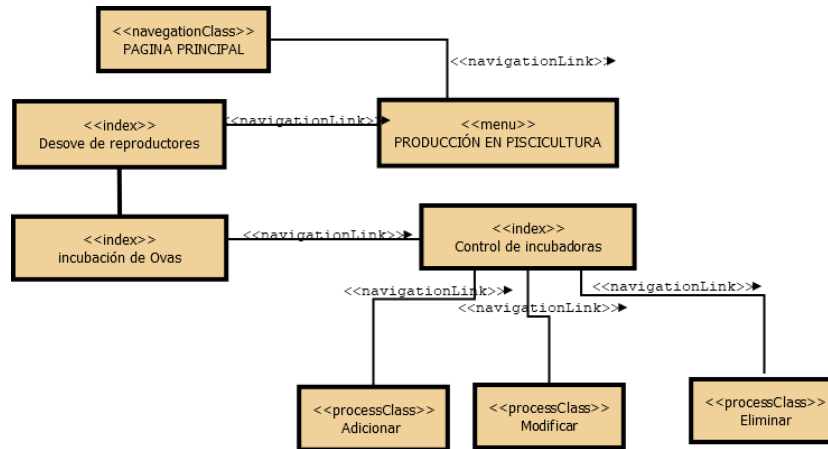 <<navegationClass>>
PAGINA PRINCIPAL
<<navigationLink>>
<<index>>
Desove de reproductores
<<navigationLink>>
<<menu>>
PRODUCCIÓN EN PISCICULTURA
<<index>>
incubación de Ovas
<<navigationLink>>
<<index>>
Control de incubadoras
<<navigationLink>>
<<navigationLink>>
<<navigationLink>>
<<processClass>>
Adicionar
<<processClass>>
Modificar
<<processClass>>
Eliminar